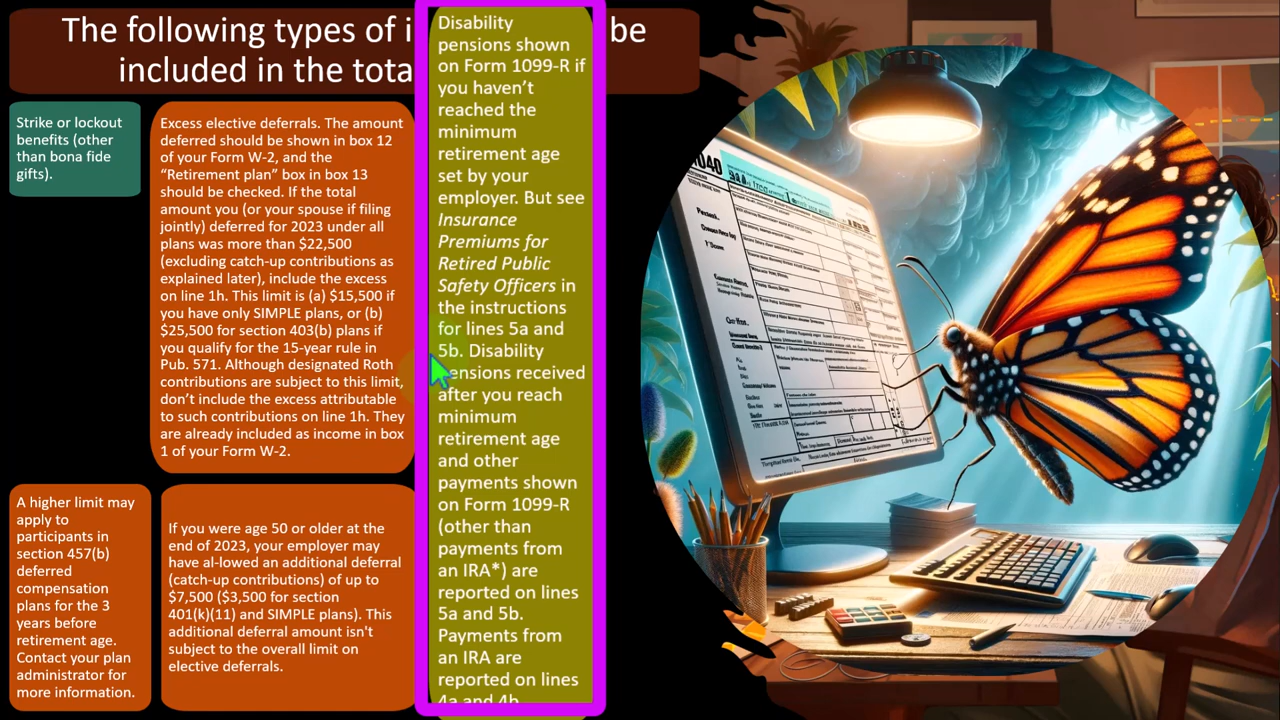 The following types of i be
included in the tota
Strike or lockout
benefits (other
than bona fide
gifts).
Excess elective deferrals. The amount
deferred should be shown in box 12
of your Form W-2, and the
“Retirement plan” box in box 13
should be checked. If the total
amount you (or your spouse if filing
jointly) deferred for 2023 under all
plans was more than $22,500
(excluding catch-up contributions as
explained later), include the excess
on line 1h. This limit is (a) $15,500 if
you have only SIMPLE plans, or (b)
$25,500 for section 403(b) plans if
you qualify for the 15-year rule in
Pub. 571. Although designated Roth
contributions are subject to this limit,
don’t include the excess attributable
to such contributions on line 1h. They
are already included as income in box
1 of your Form W-2.
A higher limit may
apply to
participants in
section 457(b)
deferred
compensation
plans for the 3
years before
retirement age.
Contact your plan
administrator for
more information.
If you were age 50 or older at the
end of 2023, your employer may
have al-lowed an additional deferral
(catch-up contributions) of up to
$7,500 ($3,500 for section
401(k)(11) and SIMPLE plans). This
additional deferral amount isn't
subject to the overall limit on
elective deferrals.
Disability
pensions shown
on Form 1099-R if
you haven’t
reached the
minimum
retirement age
set by your
employer. But see
Insurance
Premiums for
Retired Public
Safety Officers in
the instructions
for lines 5a and
5b. Disability
pensions received
after you reach
minimum
retirement age
and other
payments shown
on Form 1099-R
(other than
payments from
an IRA*) are
reported on lines
5a and 5b.
Payments from
an IRA are
reported on lines
4a and 4b.
1040